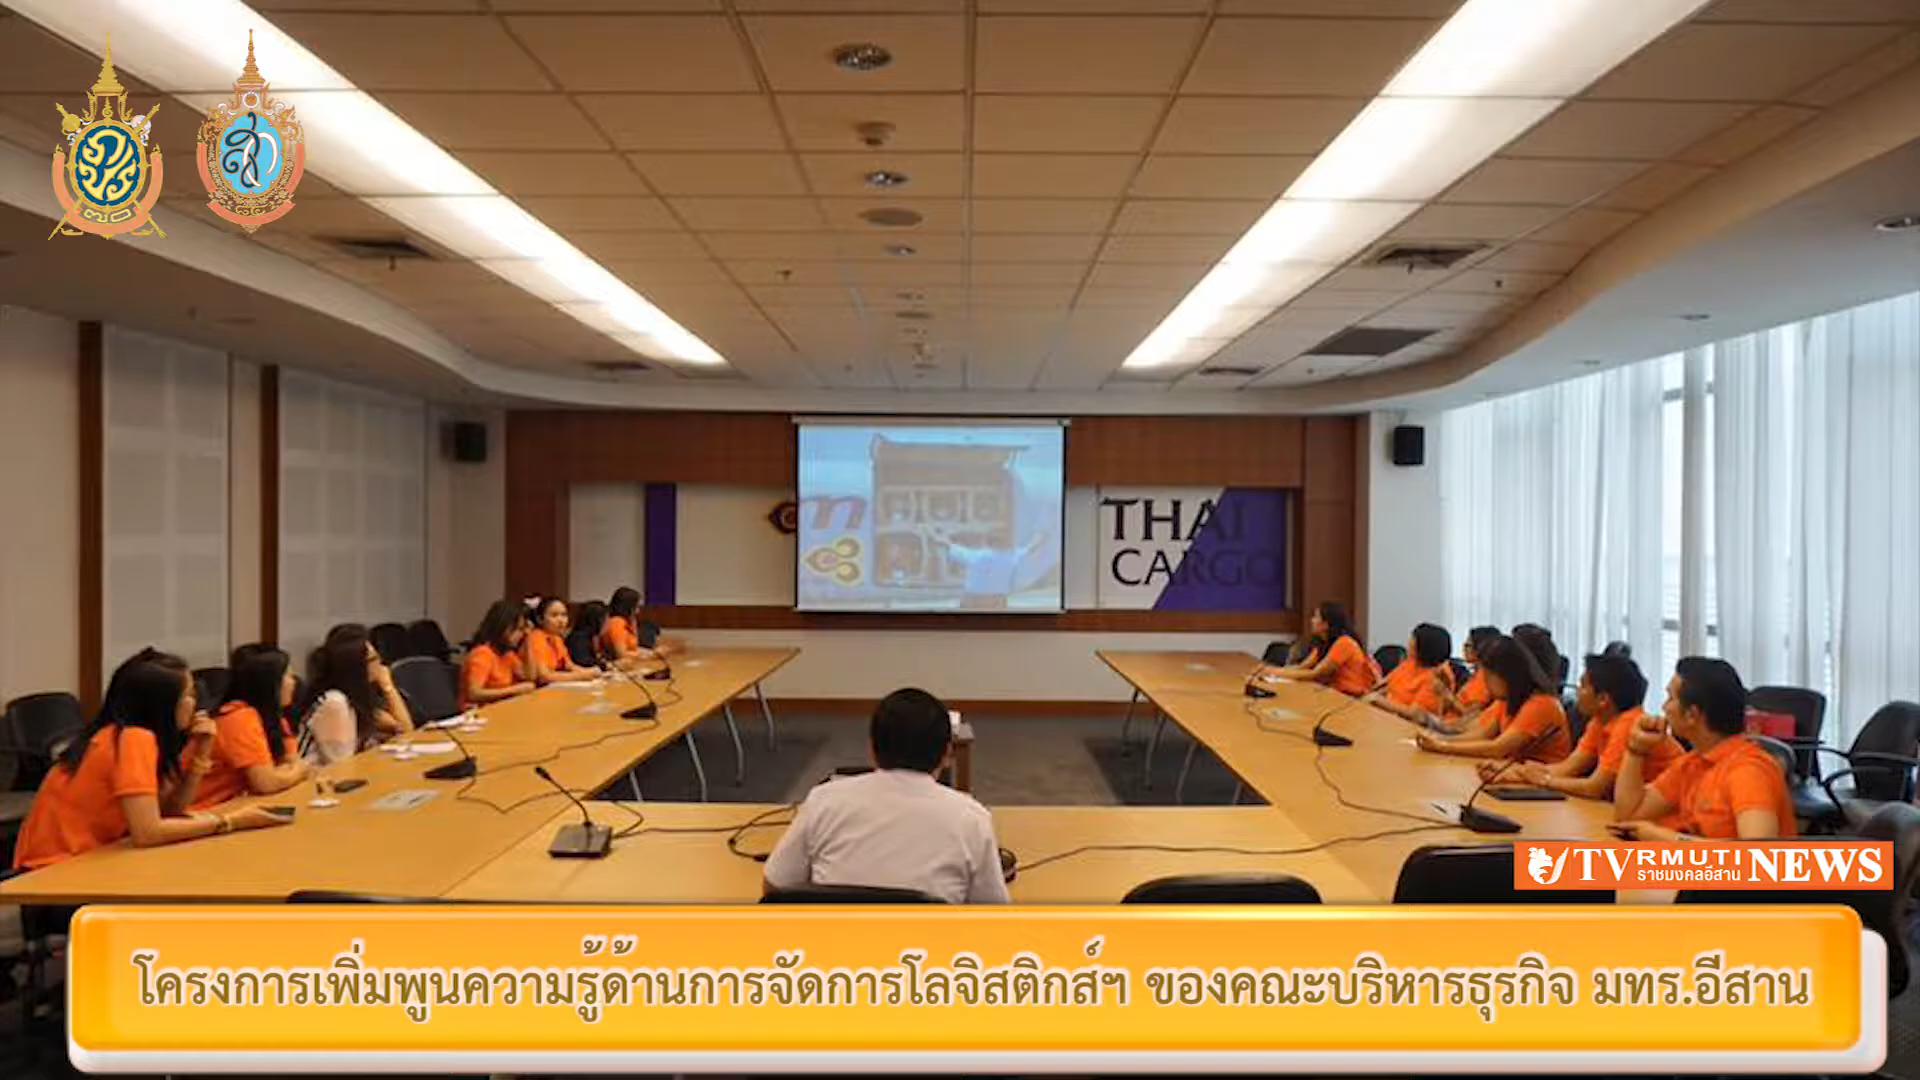 THAI
CARGO
TV RMUTI ราชมงคลอีสาน NEWS
โครงการเพิ่มพูนความรู้ด้านการจัดการโลจิสติกส์ฯ ของคณะบริหารธุรกิจ มทร.อีสาน